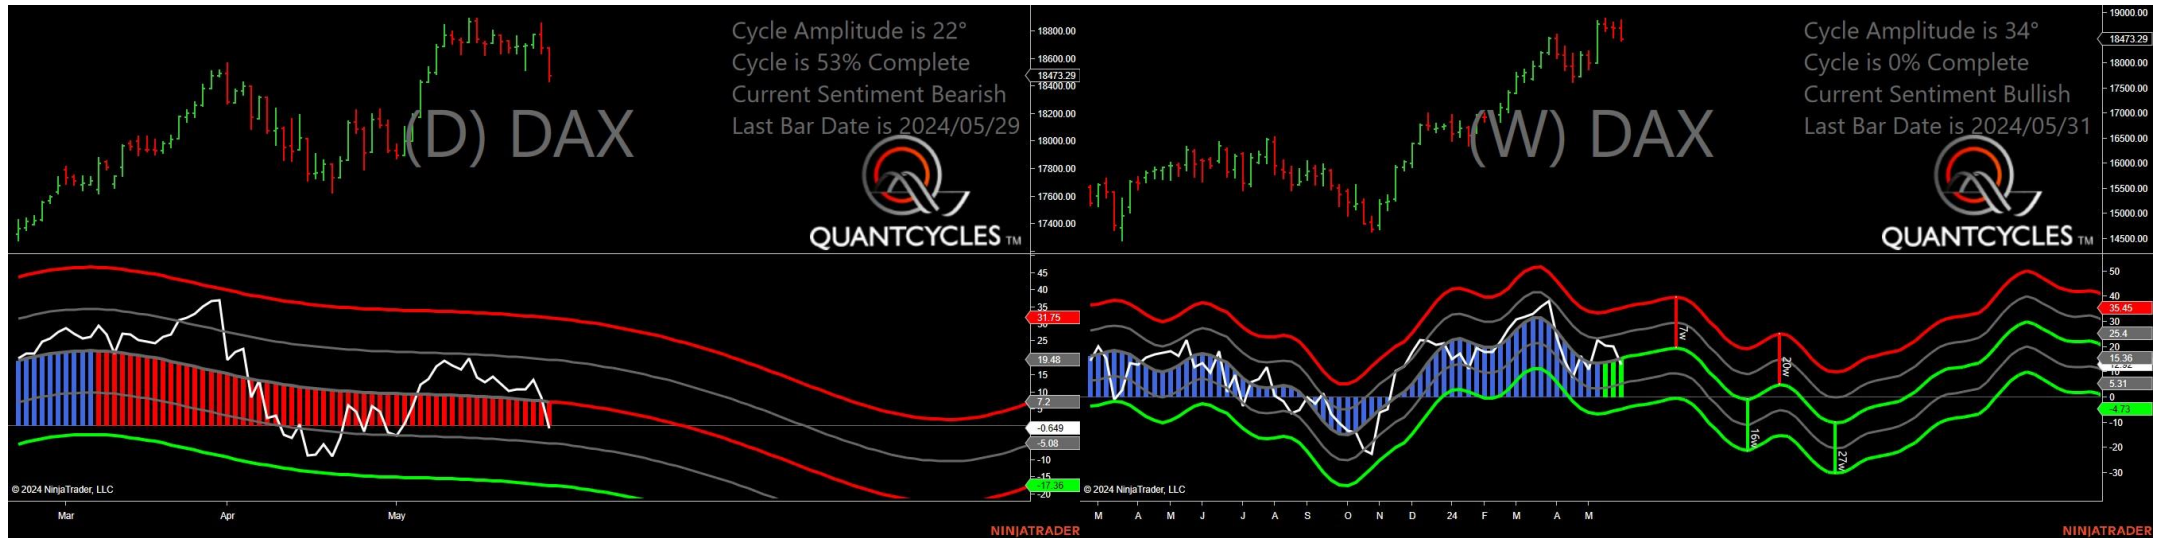 Cycle Amplitude is 22°
Cycle is 53% Complete
Current Sentiment Bearish
Last Bar Date is 2024/05/29
(D) DAX
QUANTCYCLES TM
18800.00
18600.00
18473.29
18400.00
18200.00
18000.00
17800.00
17600.00
17400.00
45
40
35
31.75
30
25
19.48
15
10
7.2
5
-0.649
-5.08
-10
-15
-17.36
-20
© 2024 NinjaTrader, LLC
Mar Apr May
NINJATRADER
Cycle Amplitude is 34°
Cycle is 0% Complete
Current Sentiment Bullish
Last Bar Date is 2024/05/31
(W) DAX
QUANTCYCLES TM
19000.00
18473.29
18000.00
17500.00
17000.00
16500.00
16000.00
15500.00
15000.00
14500.00
7w
20w
16w
27w
50
40
35.45
30
25.4
20
15.36
10
5.31
0
-4.73
-10
-20
-30
© 2024 NinjaTrader, LLC
M A M J J A S O N D 24 F M A M
NINJATRADER